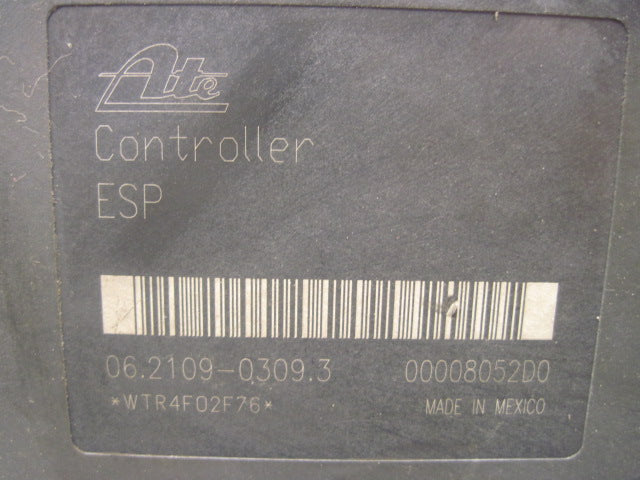 Ate
Controller
ESP
06.2109-0309.3 00008052D0
*WTR4F02F76* MADE IN MEXICO